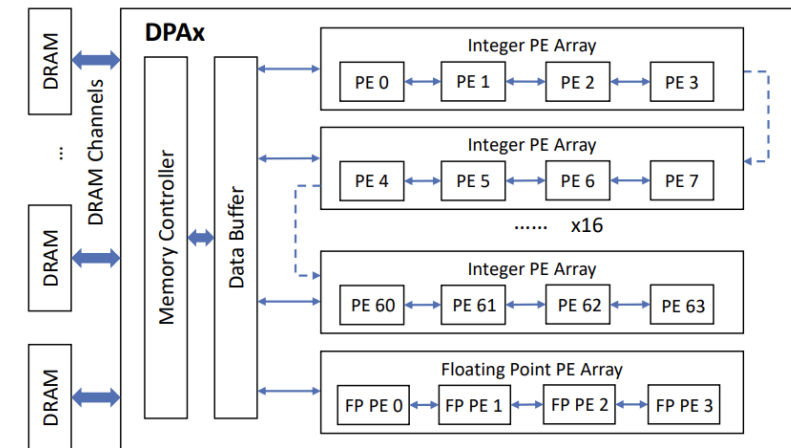 DPAx
DRAM
...
DRAM
DRAM
DRAM Channels
Memory Controller
Data Buffer
Integer PE Array
PE 0 PE 1 PE 2 PE 3
Integer PE Array
PE 4 PE 5 PE 6 PE 7
...... x16
Integer PE Array
PE 60 PE 61 PE 62 PE 63
Floating Point PE Array
FP PE 0 FP PE 1 FP PE 2 FP PE 3